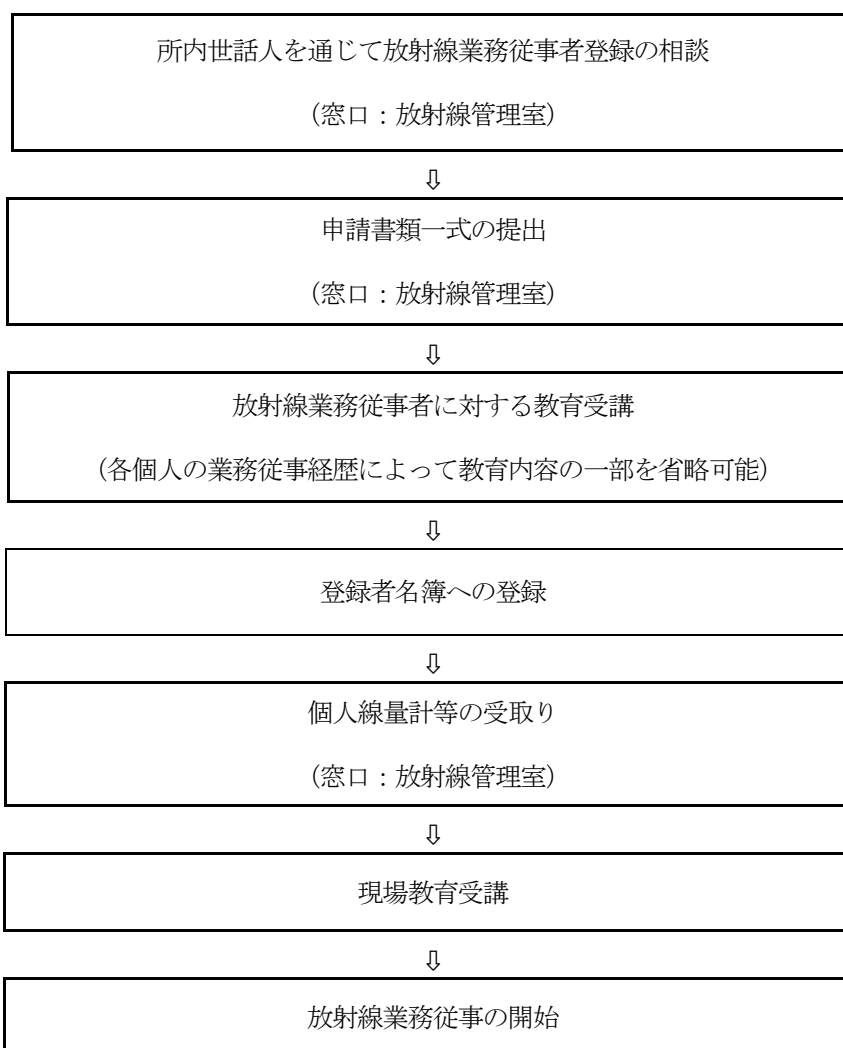 所内世話人を通じて放射線業務従事者登録の相談
（窓口：放射線管理室）
⇩
申請書類一式の提出
（窓口：放射線管理室）
⇩
放射線業務従事者に対する教育受講
（各個人の業務従事経歴によって教育内容の一部を省略可能）
⇩
登録者名簿への登録
⇩
個人線量計等の受取り
（窓口：放射線管理室）
⇩
現場教育受講
⇩
放射線業務従事の開始